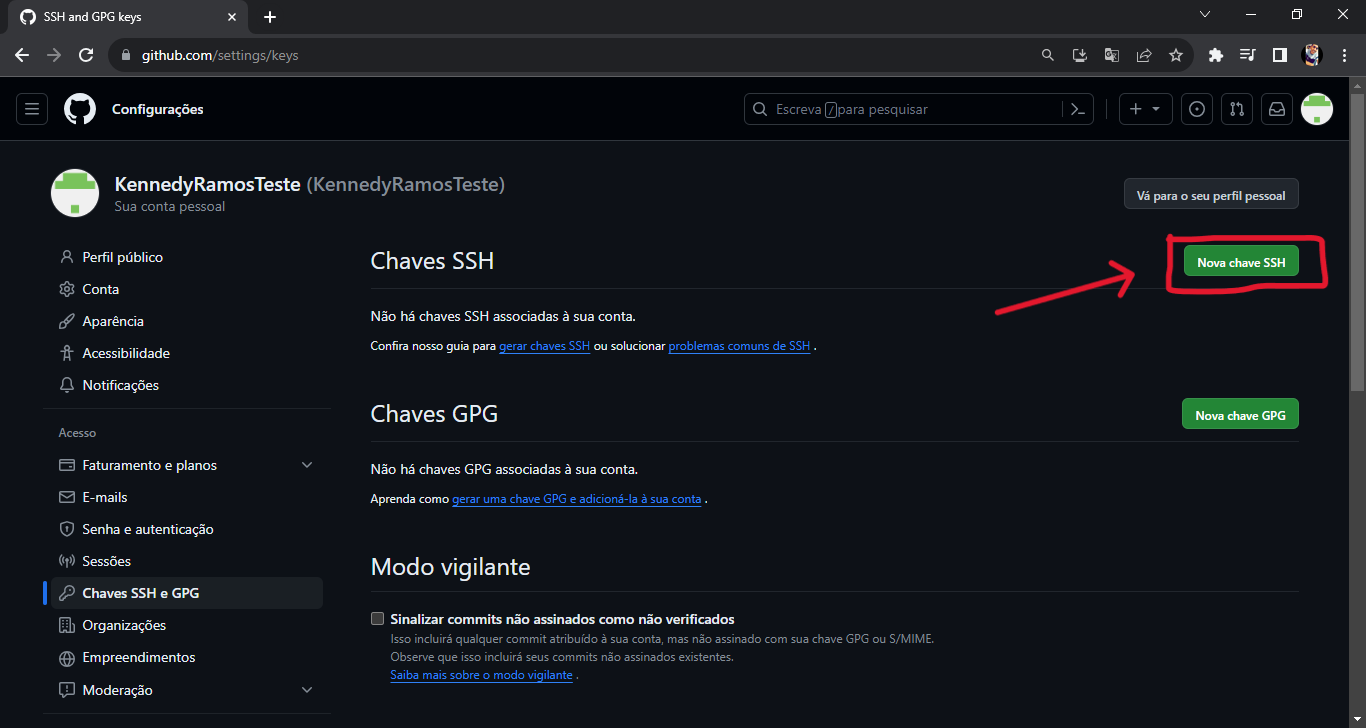 SSH and GPG keys
github.com/settings/keys
Configurações
Escreva / para pesquisar
KennedyRamosTeste (KennedyRamosTeste)
Sua conta pessoal
Vá para o seu perfil pessoal
Perfil público
Conta
Aparência
Acessibilidade
Notificações
Acesso
Faturamento e planos
E-mails
Senha e autenticação
Sessões
Chaves SSH e GPG
Organizações
Empreendimentos
Moderação
Chaves SSH
Nova chave SSH
Não há chaves SSH associadas à sua conta.
Confira nosso guia para gerar chaves SSH ou solucionar problemas comuns de SSH .
Chaves GPG
Nova chave GPG
Não há chaves GPG associadas à sua conta.
Aprenda como gerar uma chave GPG e adicioná-la à sua conta .
Modo vigilante
Sinalizar commits não assinados como não verificados
Isso incluirá qualquer commit atribuído à sua conta, mas não assinado com sua chave GPG ou S/MIME.
Observe que isso incluirá seus commits não assinados existentes.
Saiba mais sobre o modo vigilante .